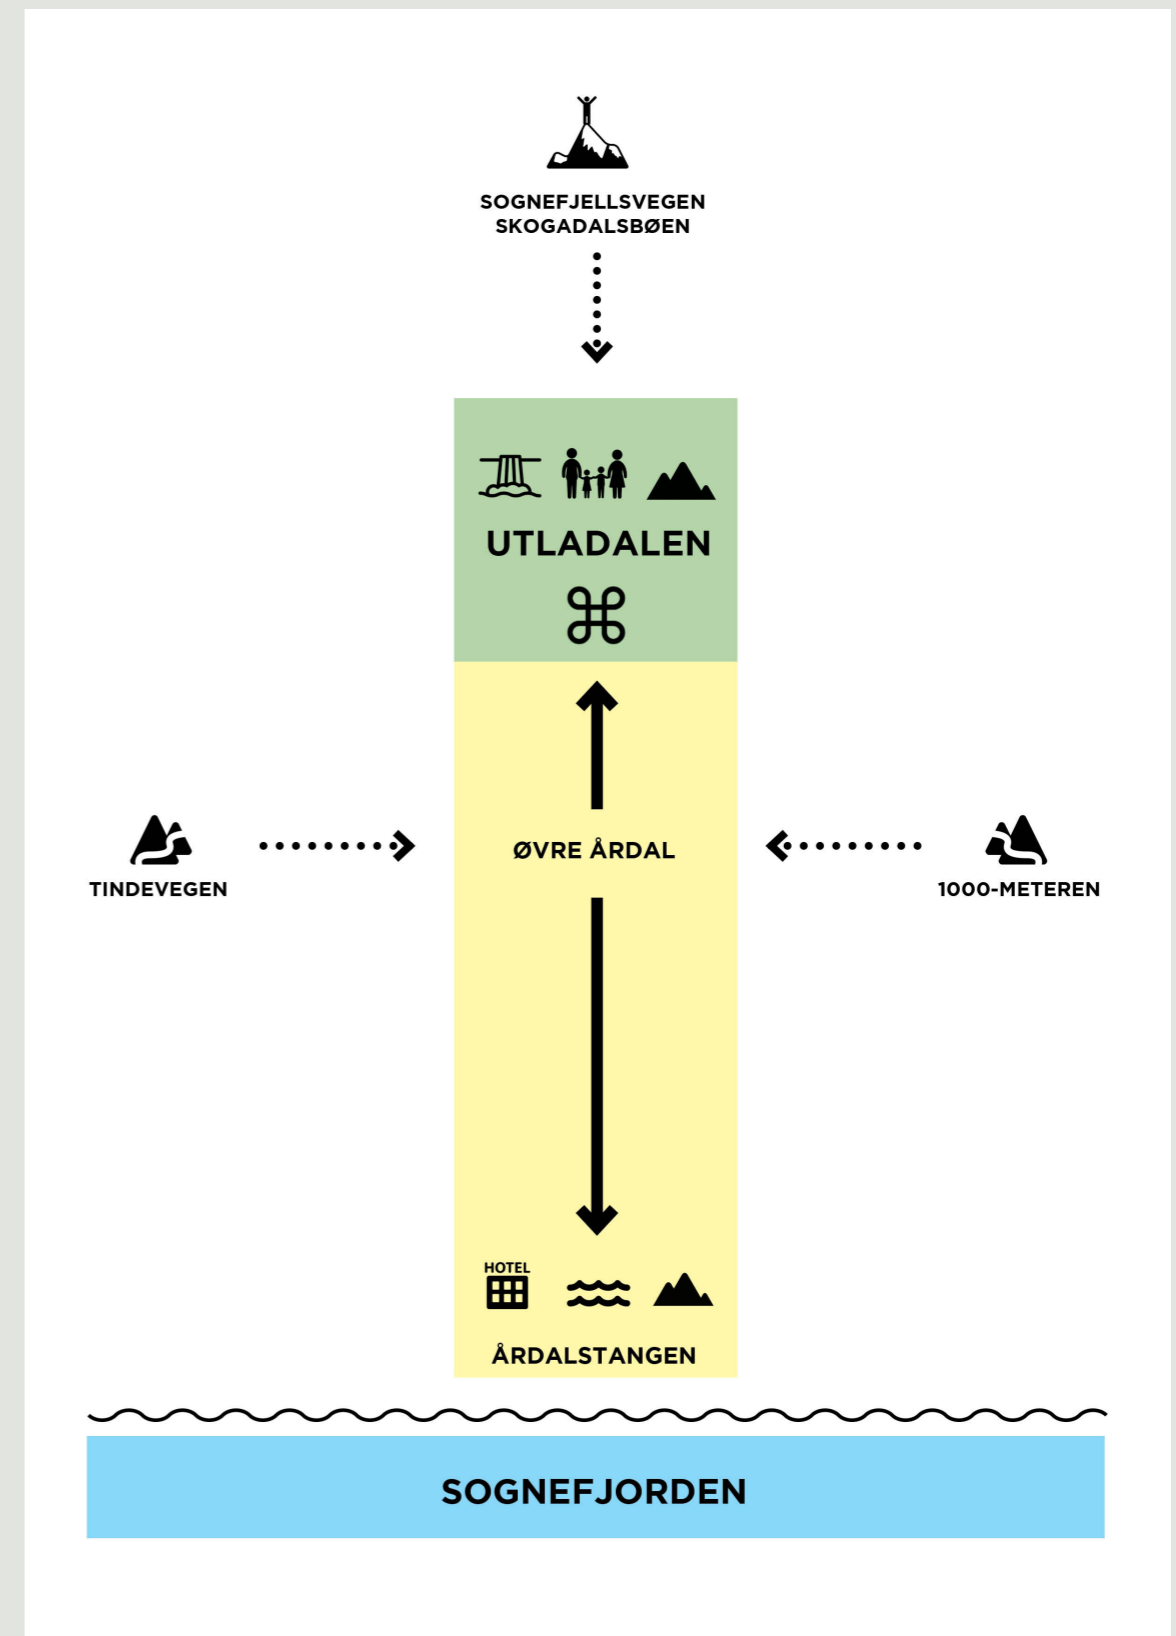 SOGNEFJELLSVEGEN
SKOGADALSBØEN
UTLADALEN
ØVRE ÅRDAL
TINDEVEGEN
1000-METEREN
HOTEL
ÅRDALSTANGEN
SOGNEFJORDEN